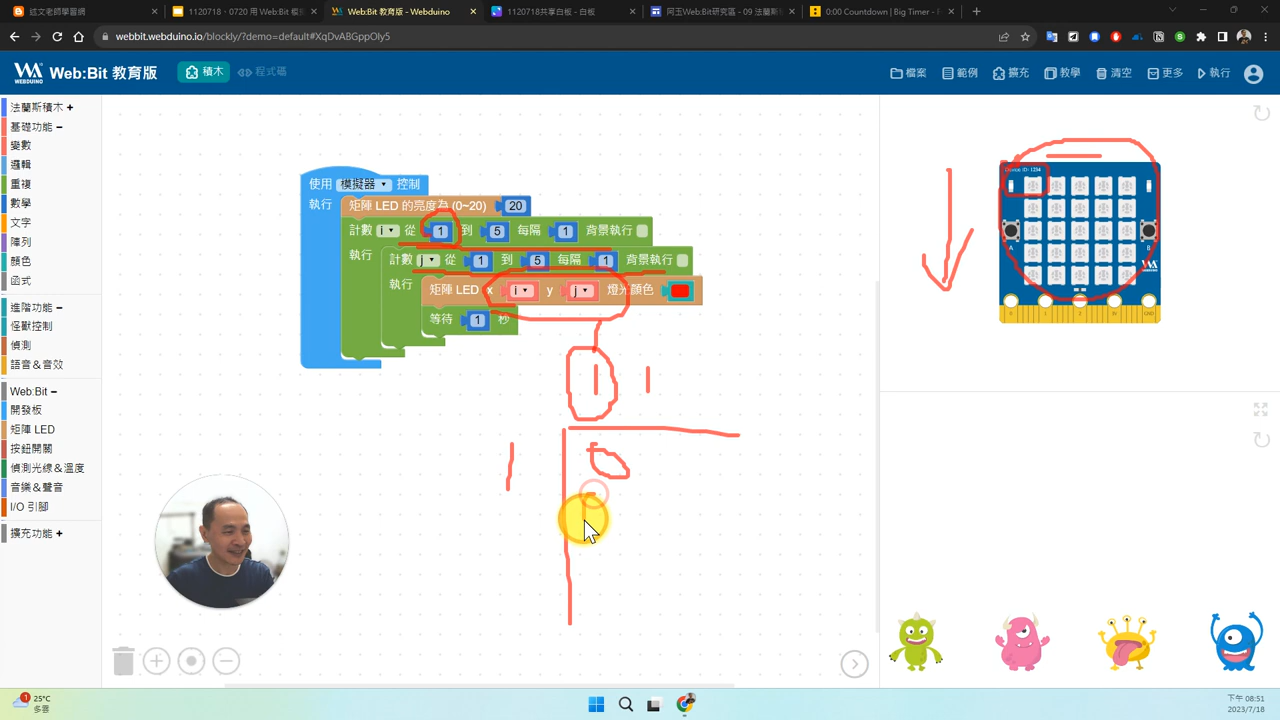 這文老師學習網
1120718、0720 用 Web:Bit 模
Web:Bit 教育版 - Webduino
1120718共享白板 - 白板
阿玉Web:Bit研究區 - 09 法蘭斯
0:00 Countdown | Big Timer -
webbit.webduino.io/blockly/?demo=default#XqDvABGppOly5
WEBDUINO
Web:Bit 教育版
積木
程式碼
檔案
範例
擴充
教學
清空
更多
執行
法蘭斯積木 +
基礎功能 −
變數
邏輯
重複
數學
文字
陣列
顏色
函式
進階功能 +
怪獸控制
偵測
語音＆音效
Web:Bit −
開發板
矩陣 LED
按鈕開關
偵測光線＆溫度
音樂＆聲音
I/O 引腳
擴充功能 +
使用 模擬器 控制
執行 矩陣 LED 的亮度為 (0~20) 20
計數 i 從 1 到 5 每隔 1 背景執行
執行 計數 j 從 1 到 5 每隔 1 背景執行
執行 矩陣 LED x i y j 燈光顏色
等待 1 秒
1 1
1
Device ID: 1234
A
B
25°C
多雲
下午 08:51
2023/7/18